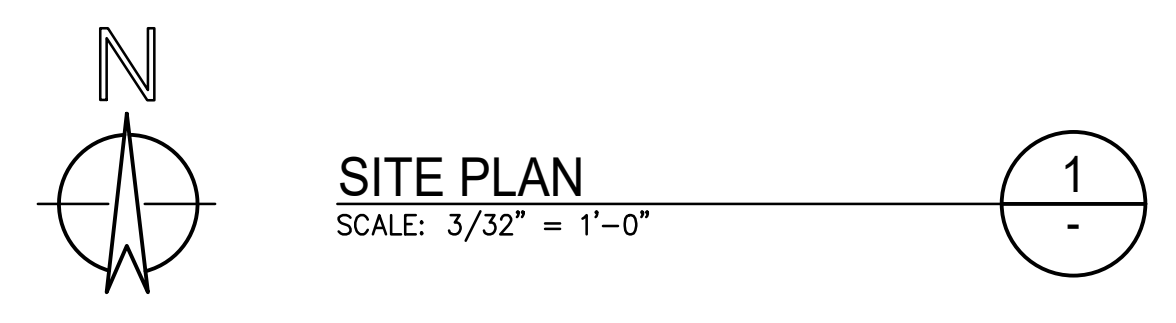 N
SITE PLAN
SCALE: 3/32" = 1'-0"
1
-